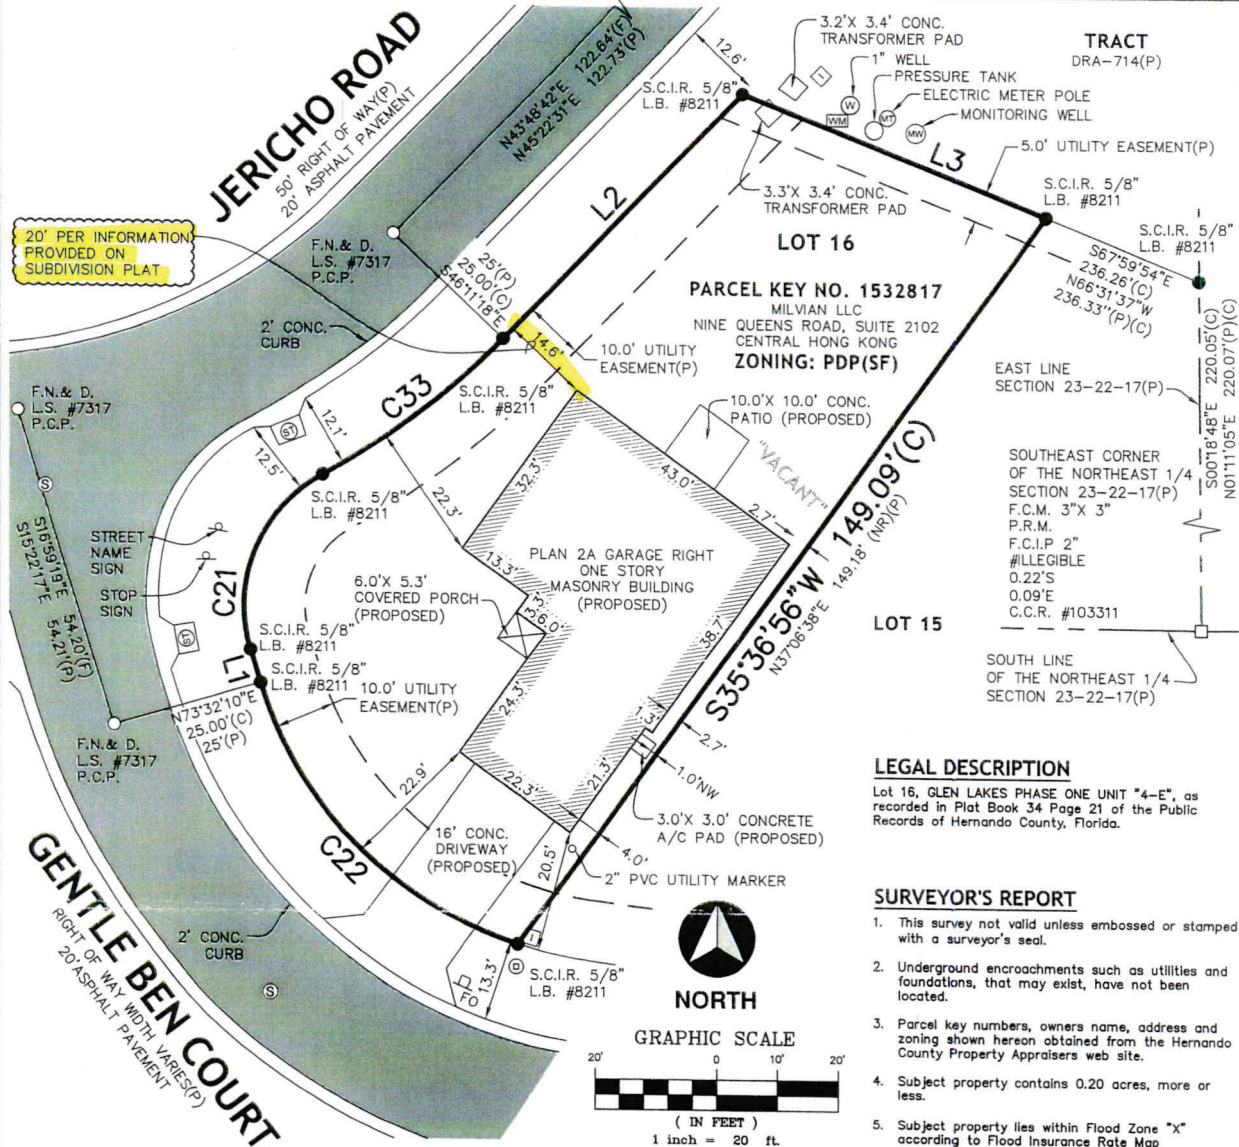 JERICHO ROAD
50' RIGHT OF WAY(P)
20' ASPHALT PAVEMENT
N43°48'42"E 122.64'(F)
N45°22'31"E 122.73'(P)
12.6'
S.C.I.R. 5/8"
L.B. #8211
3.2'X 3.4' CONC.
TRANSFORMER PAD
I
1" WELL
W
WM
PRESSURE TANK
MT
ELECTRIC METER POLE
MW
MONITORING WELL
TRACT
DRA-714(P)
L3
5.0' UTILITY EASEMENT(P)
S.C.I.R. 5/8"
L.B. #8211
S.C.I.R. 5/8"
L.B. #8211
3.3'X 3.4' CONC.
TRANSFORMER PAD
L2
LOT 16
20' PER INFORMATION
PROVIDED ON
SUBDIVISION PLAT
F.N.& D.
L.S. #7317
P.C.P.
25'(P)
25.00'(C)
S46°11'18"E
S67°59'54"E
236.26'(C)
N66°31'37"W
236.33''(P)(C)
PARCEL KEY NO. 1532817
MILVIAN LLC
NINE QUEENS ROAD, SUITE 2102
CENTRAL HONG KONG
ZONING: PDP(SF)
2' CONC.
CURB
14.6'
10.0' UTILITY
EASEMENT(P)
EAST LINE
SECTION 23-22-17(P)
S00°18'48"E 220.05'(C)
N01°11'05"E 220.07'(P)(C)
F.N.& D.
L.S. #7317
P.C.P.
C33
S.C.I.R. 5/8"
L.B. #8211
10.0'X 10.0' CONC.
PATIO (PROPOSED)
"VACANT"
ST
12.1'
12.5'
S
S.C.I.R. 5/8"
L.B. #8211
22.3'
32.3'
43.0'
2.7'
SOUTHEAST CORNER
OF THE NORTHEAST 1/4
SECTION 23-22-17(P)
F.C.M. 3"X 3"
P.R.M.
F.C.I.P 2"
#ILLEGIBLE
0.22'S
0.09'E
C.C.R. #103311
STREET
NAME
SIGN
STOP
SIGN
S16°59'19"E 54.20'(F)
S15°22'17"E 54.21'(P)
C21
ST
PLAN 2A GARAGE RIGHT
ONE STORY
MASONRY BUILDING
(PROPOSED)
13.3'
6.0'X 5.3'
COVERED PORCH
(PROPOSED)
6.0'
38.7'
S35°36'56"W 149.09'(C)
N37°06'38"E 149.18' (NR)(P)
LOT 15
S.C.I.R. 5/8"
L.B. #8211
L1
S.C.I.R. 5/8"
L.B. #8211
10.0' UTILITY
EASEMENT(P)
N73°32'10"E
25.00'(C)
25'(P)
F.N.& D.
L.S. #7317
P.C.P.
SOUTH LINE
OF THE NORTHEAST 1/4
SECTION 23-22-17(P)
24.3'
1.3'
2.7'
1.0'NW
22.9'
22.3'
21.3'
3.0'X 3.0' CONCRETE
A/C PAD (PROPOSED)
C22
16' CONC.
DRIVEWAY
(PROPOSED)
20.5'
4.0'
2" PVC UTILITY MARKER
GENTLE BEN COURT
RIGHT OF WAY WIDTH VARIES(P)
20'ASPHALT PAVEMENT
2' CONC.
CURB
S
FO
13.3'
I
D
S.C.I.R. 5/8"
L.B. #8211
NORTH
GRAPHIC SCALE
20' 0 10' 20'
( IN FEET )
1 inch = 20 ft.
LEGAL DESCRIPTION
Lot 16, GLEN LAKES PHASE ONE UNIT "4-E", as
recorded in Plat Book 34 Page 21 of the Public
Records of Hernando County, Florida.
SURVEYOR'S REPORT
1. This survey not valid unless embossed or stamped
with a surveyor's seal.
2. Underground encroachments such as utilities and
foundations, that may exist, have not been
located.
3. Parcel key numbers, owners name, address and
zoning shown hereon obtained from the Hernando
County Property Appraisers web site.
4. Subject property contains 0.20 acres, more or
less.
5. Subject property lies within Flood Zone "X"
according to Flood Insurance Rate Map